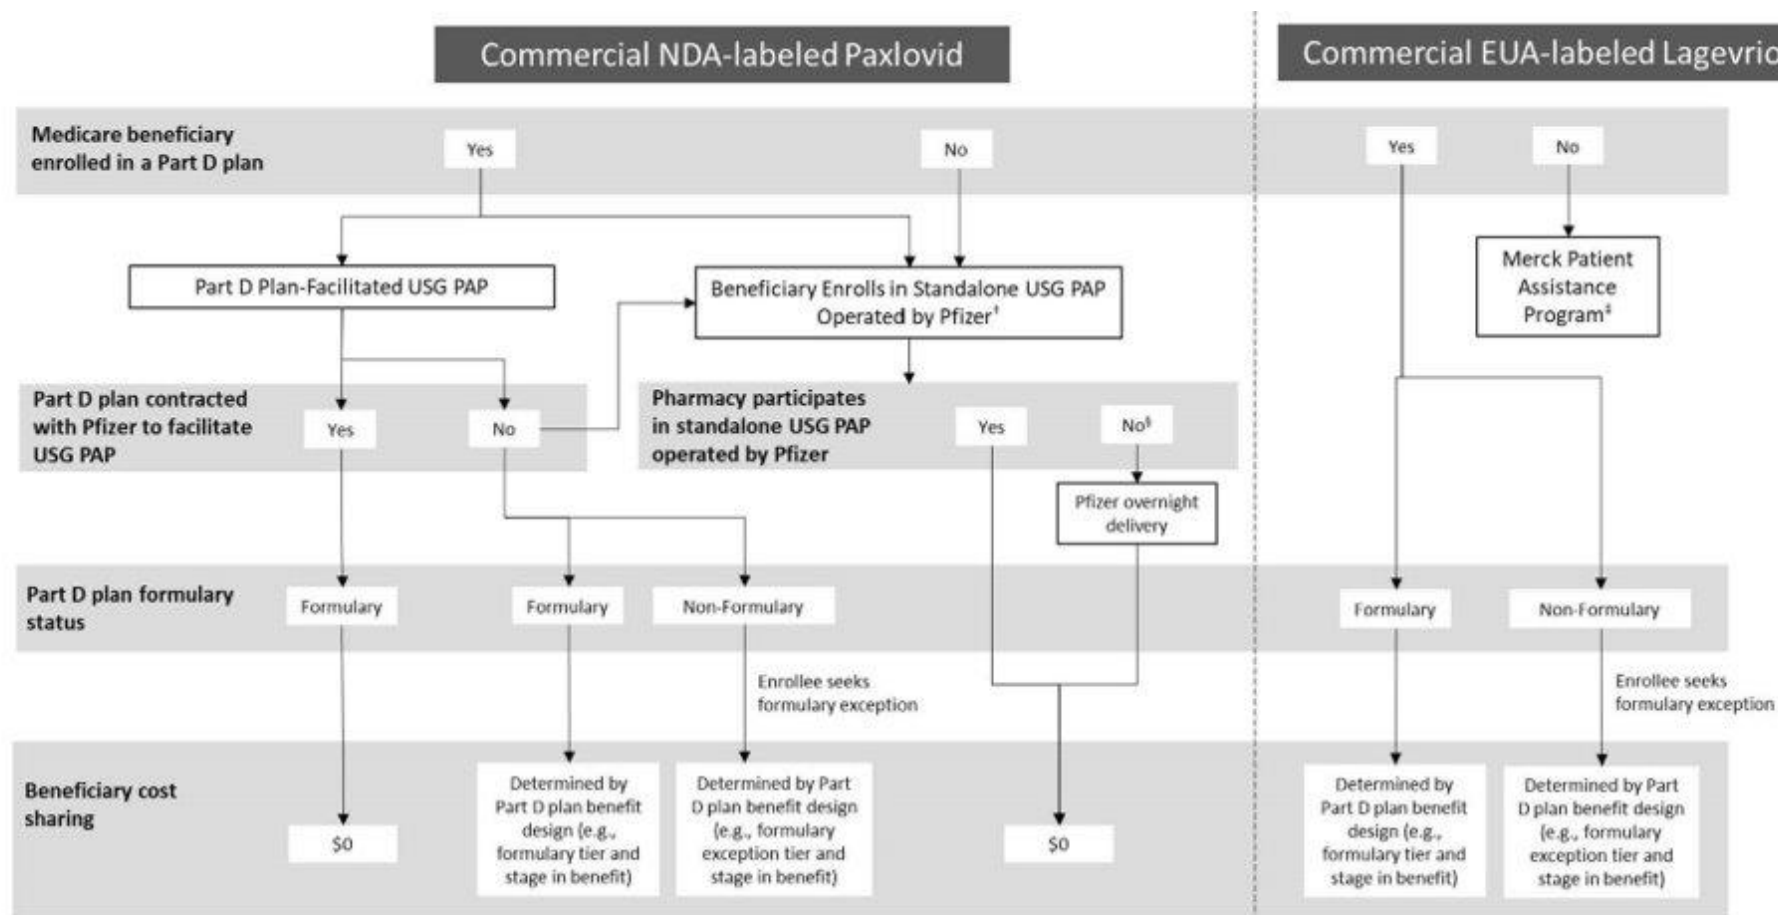 Commercial NDA-labeled Paxlovid
Commercial EUA-labeled Lagevrio
Medicare beneficiary
enrolled in a Part D plan
Yes
No
Yes
No
Part D Plan-Facilitated USG PAP
Beneficiary Enrolls in Standalone USG PAP
Operated by Pfizer†
Merck Patient
Assistance
Program‡
Part D plan contracted
with Pfizer to facilitate
USG PAP
Yes
No
Pharmacy participates
in standalone USG PAP
operated by Pfizer
Yes
No§
Pfizer overnight
delivery
Part D plan formulary
status
Formulary
Formulary
Non-Formulary
Formulary
Non-Formulary
Enrollee seeks
formulary exception
Enrollee seeks
formulary exception
Beneficiary cost
sharing
$0
Determined by
Part D plan benefit
design (e.g.,
formulary tier and
stage in benefit)
Determined by Part
D plan benefit design
(e.g., formulary
exception tier and
stage in benefit)
$0
Determined by
Part D plan benefit
design (e.g.,
formulary tier and
stage in benefit)
Determined by Part
D plan benefit design
(e.g., formulary
exception tier and
stage in benefit)